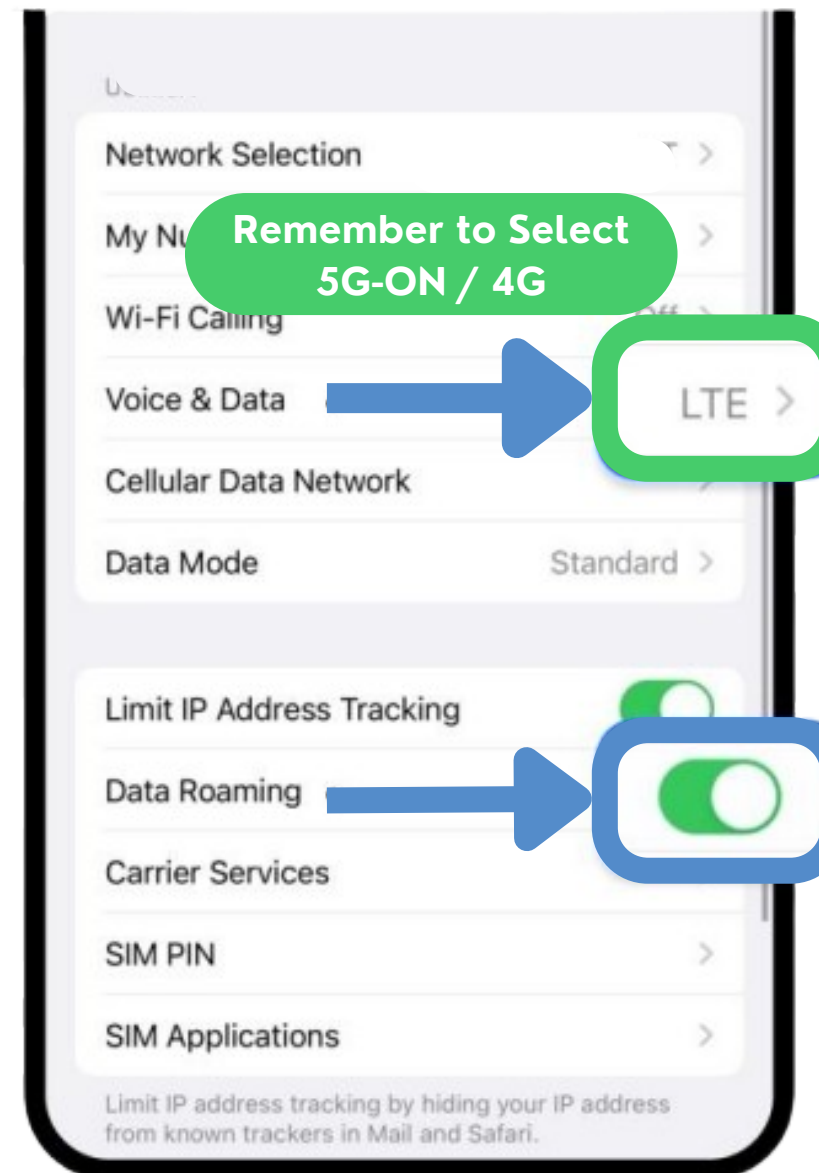 Network Selection
Remember to Select
5G-ON / 4G
My
Wi-Fi Calling
Off
Voice & Data
LTE
Cellular Data Network
Data Mode
Standard
Limit IP Address Tracking
Data Roaming
Carrier Services
SIM PIN
SIM Applications
Limit IP address tracking by hiding your IP address
from known trackers in Mail and Safari.